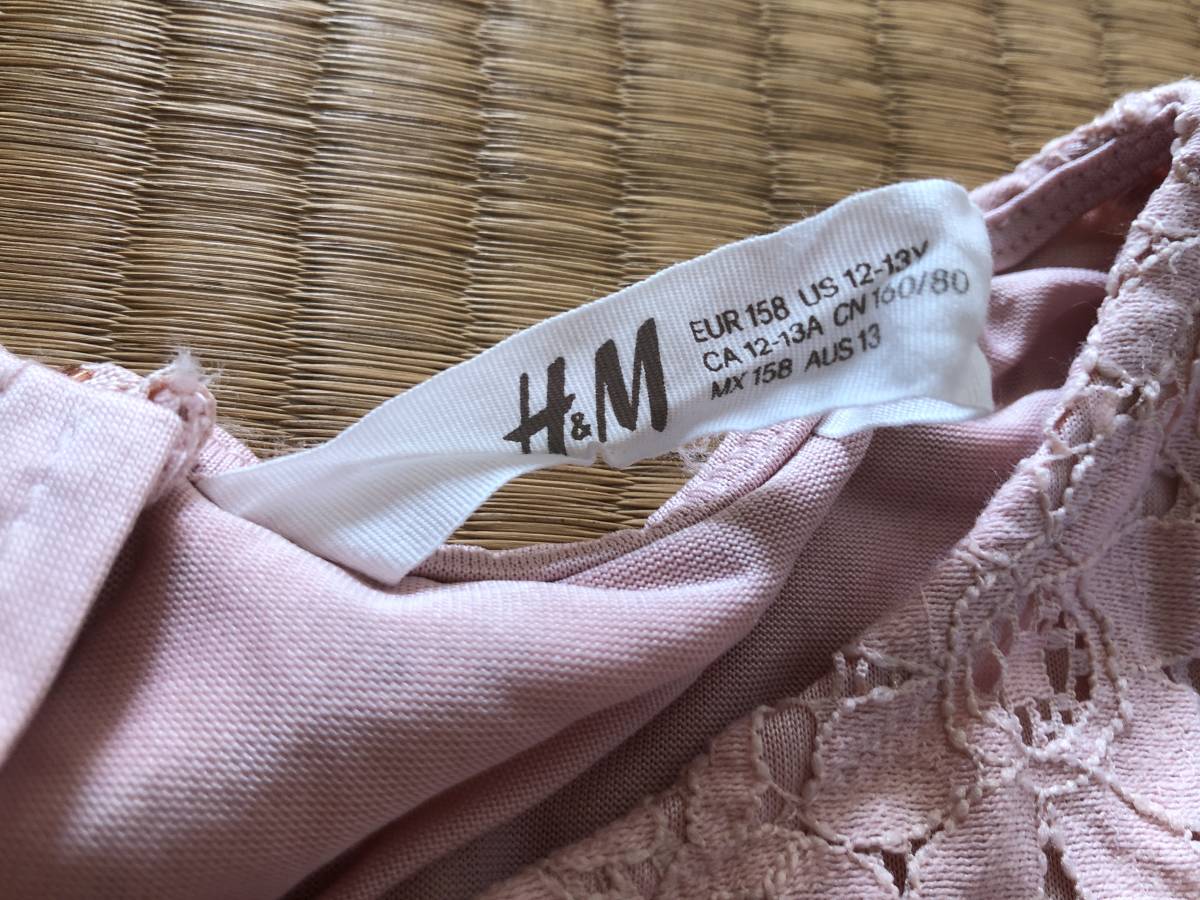 H&M
EUR 158 US 12-13Y
CA 12-13A CN 160/80
MX 158 AUS 13